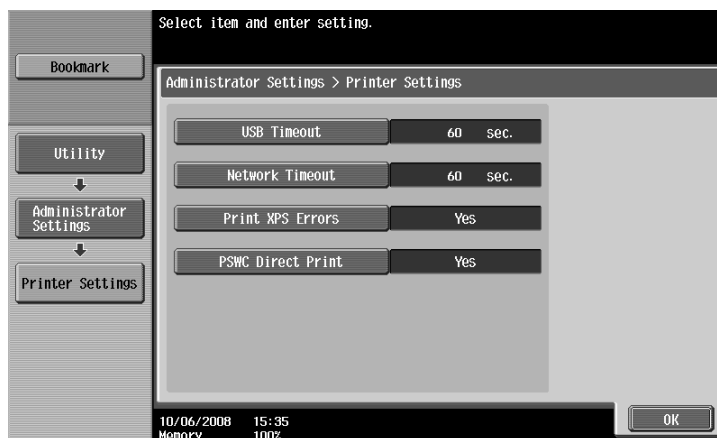 Select item and enter setting.
Bookmark
Administrator Settings > Printer Settings
USB Timeout 60 sec.
Utility
Network Timeout 60 sec.
Administrator
Settings
Print XPS Errors Yes
PSWC Direct Print Yes
Printer Settings
10/06/2008 15:35
Memory 100%
OK